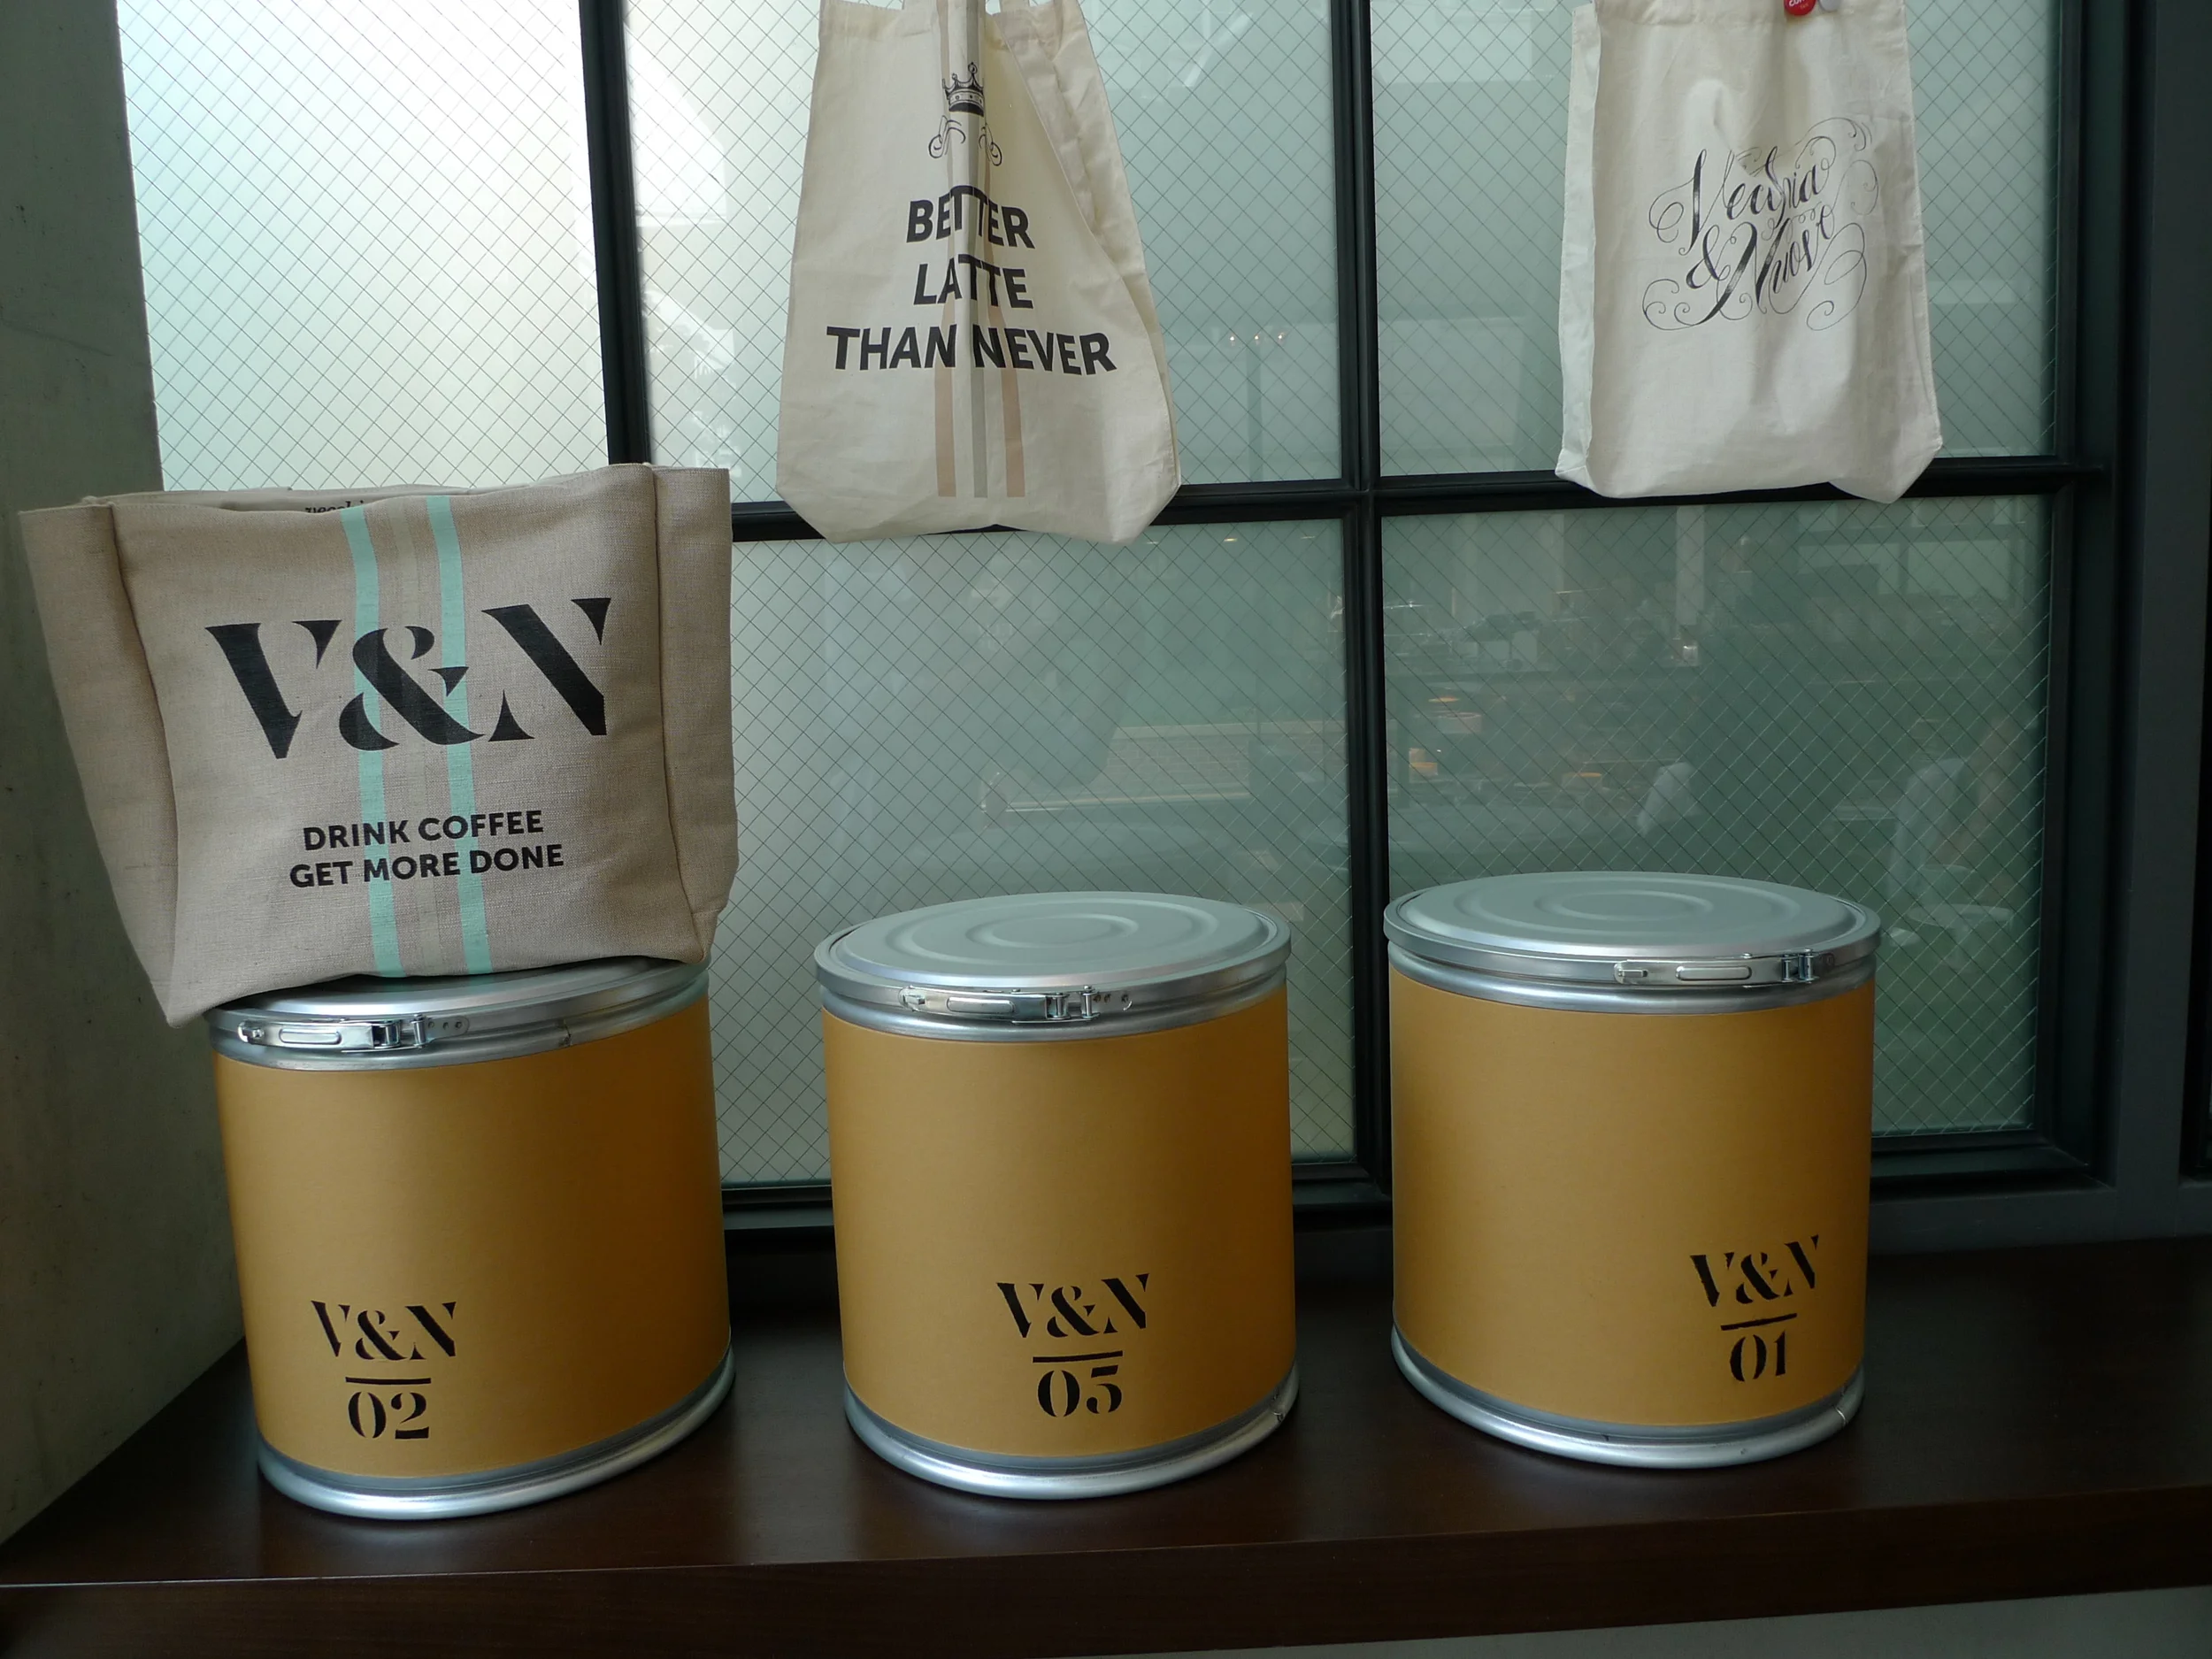 BETTER
LATTE
THAN NEVER
Vecchia
& Nuovo
V&N
DRINK COFFEE
GET MORE DONE
V&N
02
V&N
05
V&N
01